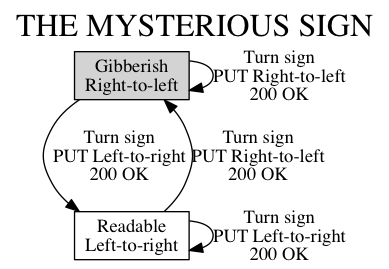 THE MYSTERIOUS SIGN
Gibberish
Right-to-left
Turn sign
PUT Right-to-left
200 OK
Turn sign
PUT Left-to-right
200 OK
Turn sign
PUT Right-to-left
200 OK
Readable
Left-to-right
Turn sign
PUT Left-to-right
200 OK